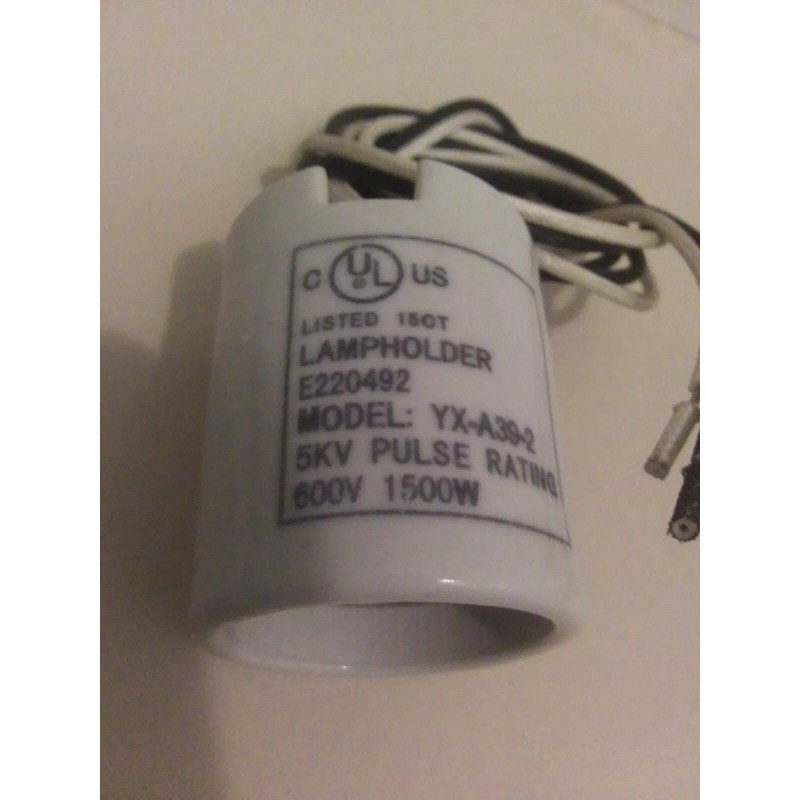 C UL ® US
LISTED 15CT
LAMPHOLDER
E220492
MODEL: YX-A39-2
5KV PULSE RATING
600V 1500W